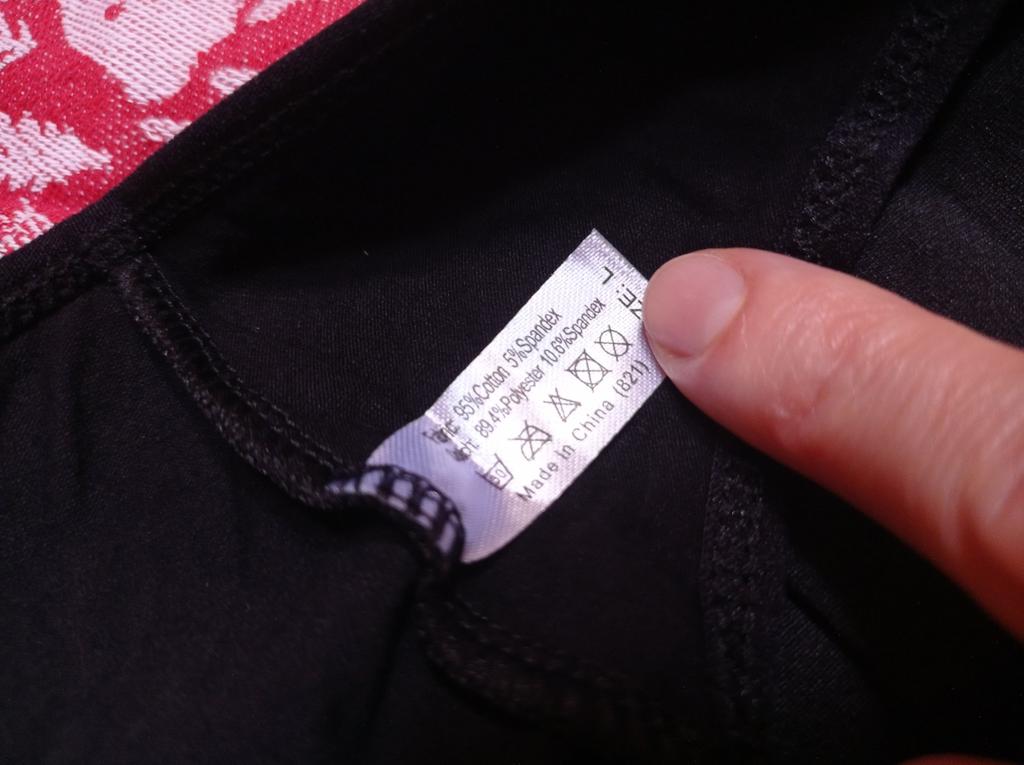 L
95%Cotton 5%Spandex
89.4%Polyester 10.6%Spandex
Made in China (821)